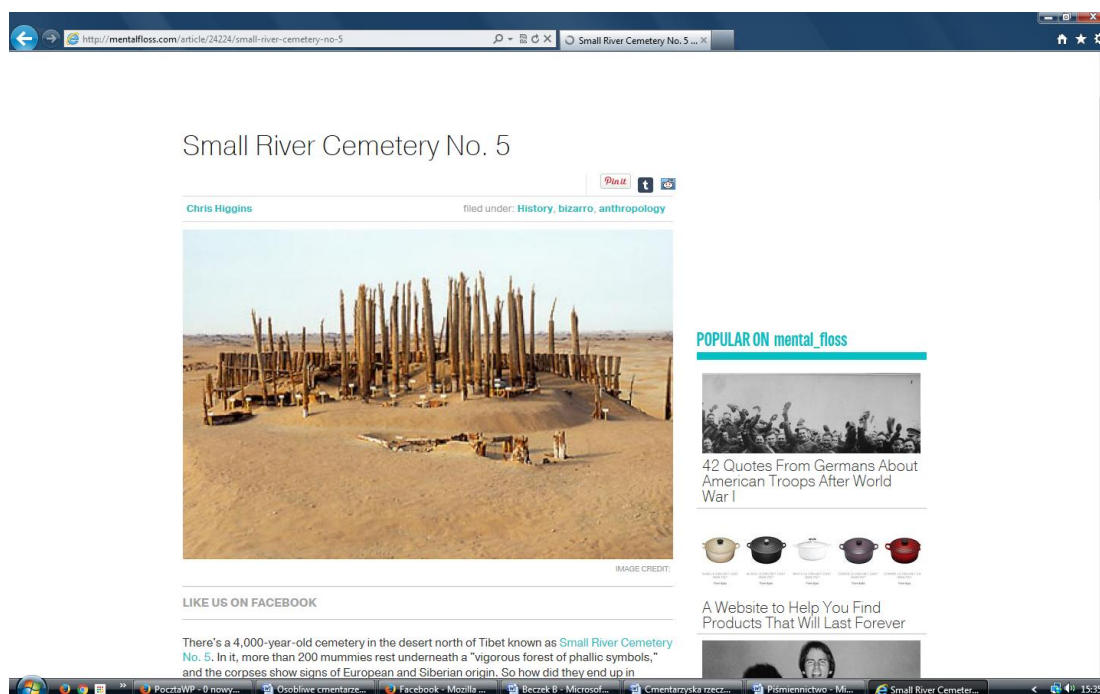 http://mentalfloss.com/article/24224/small-river-cemetery-no-5
Small River Cemetery No. 5 ...
Small River Cemetery No. 5
Pin it
t
Chris Higgins
filed under: History, bizarro, anthropology
IMAGE CREDIT:
LIKE US ON FACEBOOK
There's a 4,000-year-old cemetery in the desert north of Tibet known as Small River Cemetery
No. 5. In it, more than 200 mummies rest underneath a "vigorous forest of phallic symbols,"
and the corpses show signs of European and Siberian origin. So how did they end up in
POPULAR ON mental_floss
42 Quotes From Germans About
American Troops After World
War I
A Website to Help You Find
Products That Will Last Forever
PocztaWP - 0 nowy...
Osobliwe cmentarze...
Facebook - Mozilla ...
Beczek B - Microsof...
Cmentarzyska rzecz...
Piśmiennictwo - Mi...
Small River Cemeter...
15:35